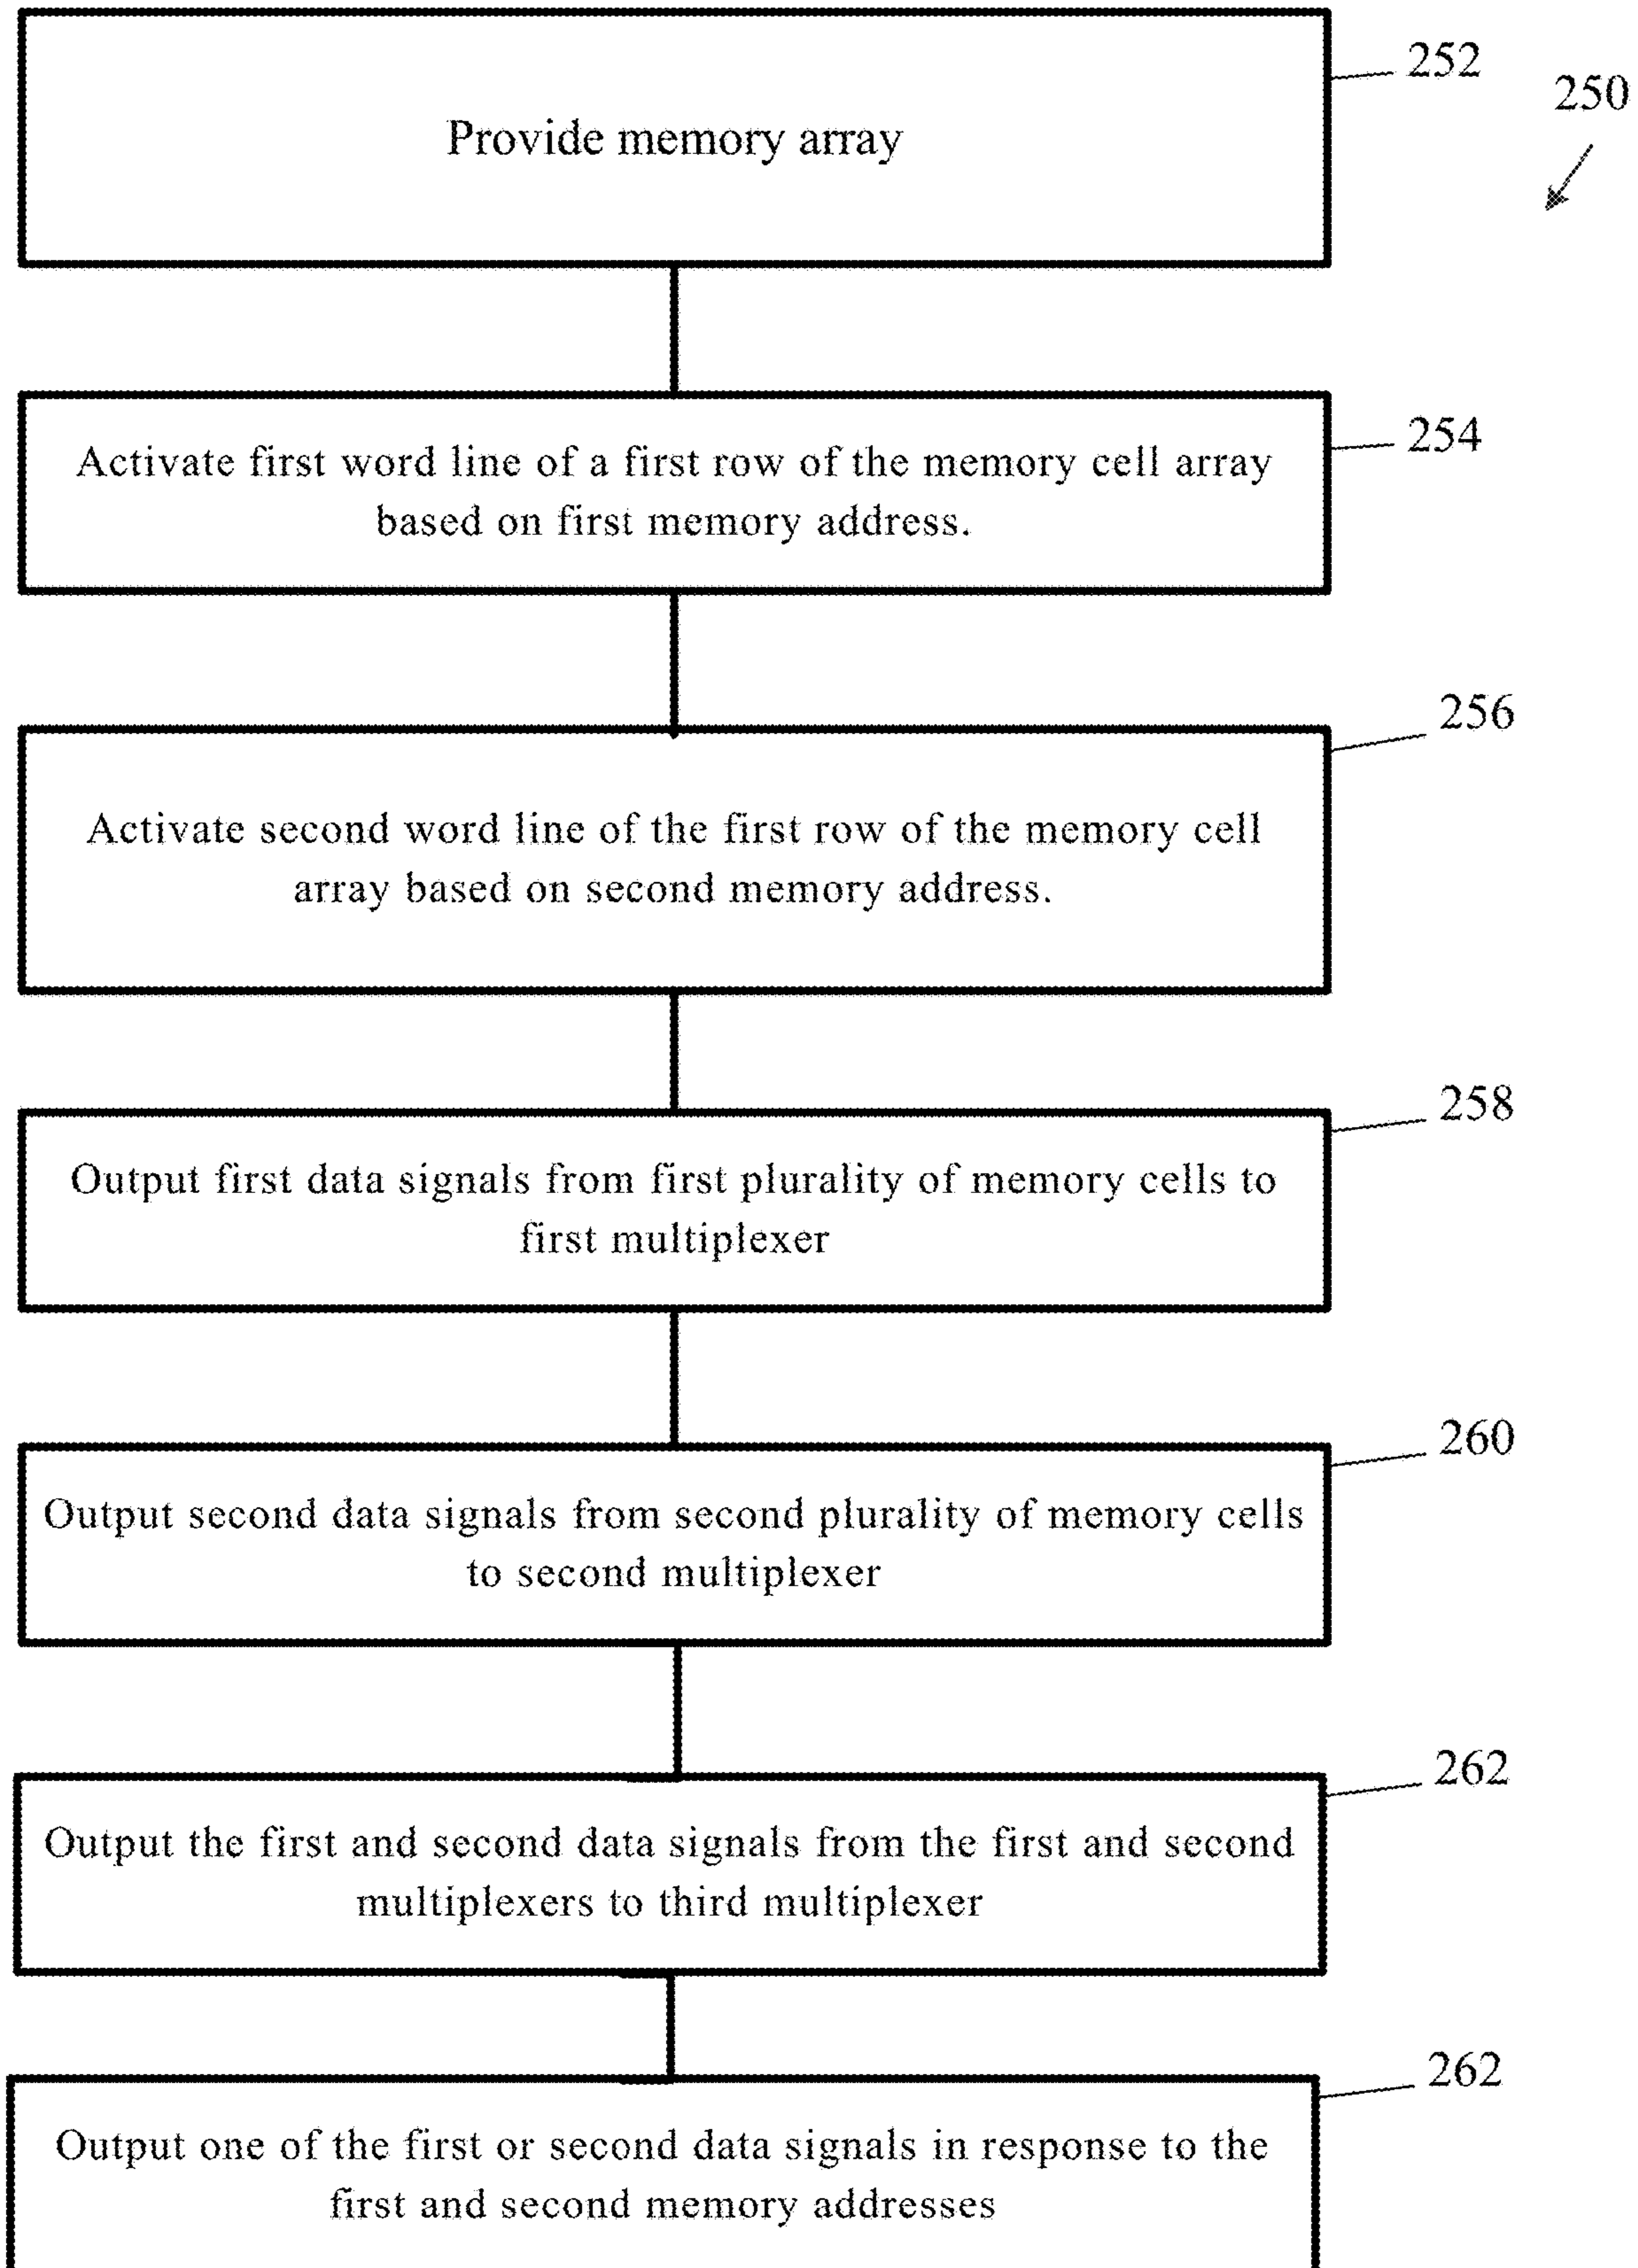 252
250
Provide memory array
254
Activate first word line of a first row of the memory cell array
based on first memory address.
256
Activate second word line of the first row of the memory cell
array based on second memory address.
258
Output first data signals from first plurality of memory cells to
first multiplexer
260
Output second data signals from second plurality of memory cells
to second multiplexer
262
Output the first and second data signals from the first and second
multiplexers to third multiplexer
262
Output one of the first or second data signals in response to the
first and second memory addresses